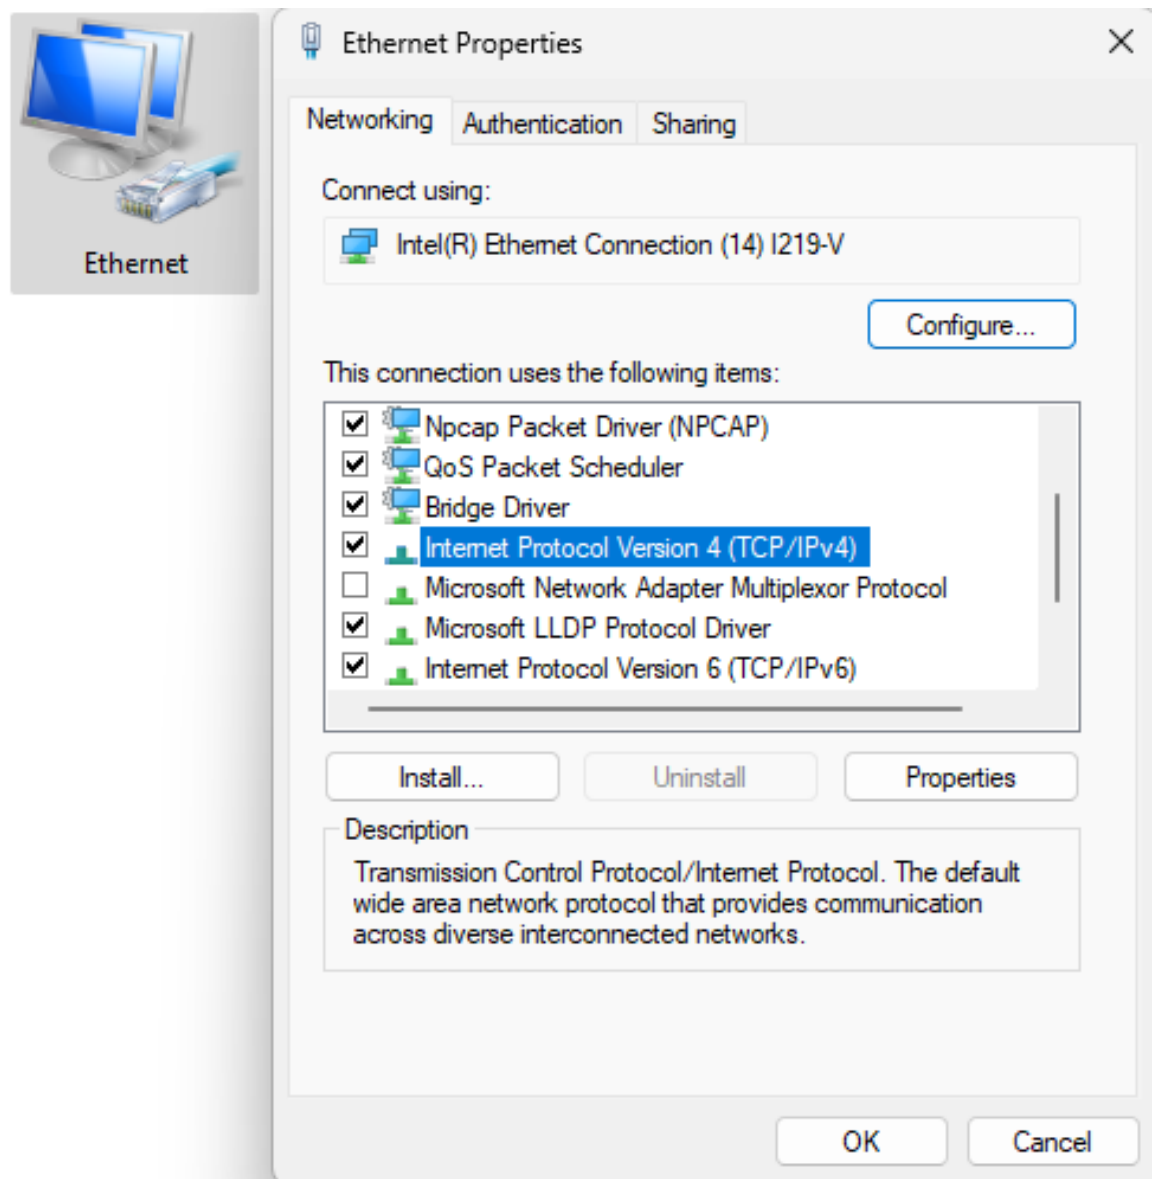 Ethernet
Ethernet Properties
Networking
Authentication
Sharing
Connect using:
Intel(R) Ethernet Connection (14) I219-V
Configure...
This connection uses the following items:
Npcap Packet Driver (NPCAP)
QoS Packet Scheduler
Bridge Driver
Internet Protocol Version 4 (TCP/IPv4)
Microsoft Network Adapter Multiplexor Protocol
Microsoft LLDP Protocol Driver
Internet Protocol Version 6 (TCP/IPv6)
Install...
Uninstall
Properties
Description
Transmission Control Protocol/Internet Protocol. The default
wide area network protocol that provides communication
across diverse interconnected networks.
OK
Cancel